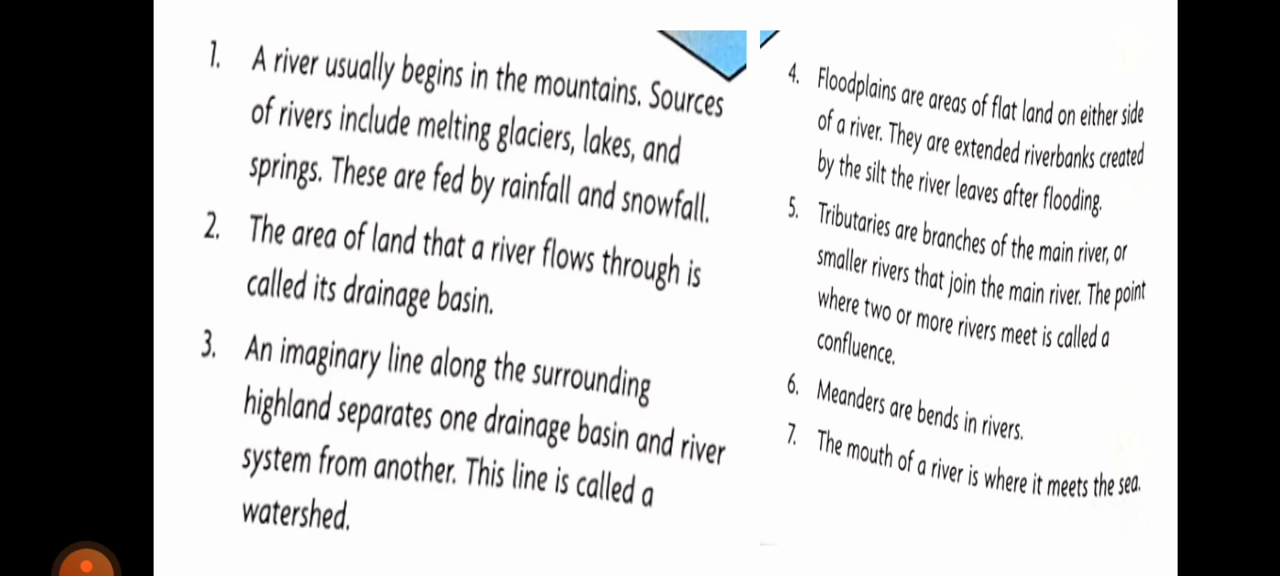 1. A river usually begins in the mountains. Sources
of rivers include melting glaciers, lakes, and
springs. These are fed by rainfall and snowfall.
2. The area of land that a river flows through is
called its drainage basin.
3. An imaginary line along the surrounding
highland separates one drainage basin and river
system from another. This line is called a
watershed.
4. Floodplains are areas of flat land on either side
of a river. They are extended riverbanks created
by the silt the river leaves after flooding.
5. Tributaries are branches of the main river, or
smaller rivers that join the main river. The point
where two or more rivers meet is called a
confluence.
6. Meanders are bends in rivers.
7. The mouth of a river is where it meets the sea.